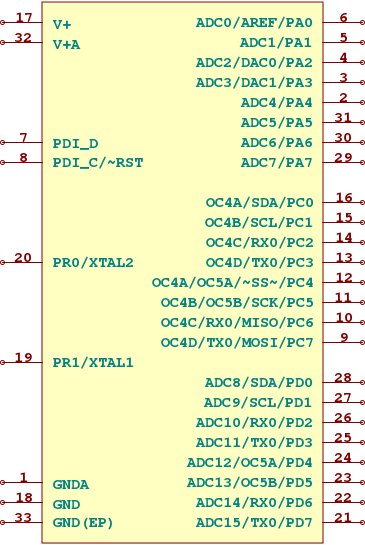 17 V+ ADC0/AREF/PA0 6
32 V+A ADC1/PA1 5
ADC2/DAC0/PA2 4
ADC3/DAC1/PA3 3
ADC4/PA4 2
ADC5/PA5 31
7 PDI_D ADC6/PA6 30
8 PDI_C/~RST ADC7/PA7 29
OC4A/SDA/PC0 16
OC4B/SCL/PC1 15
OC4C/RX0/PC2 14
20 PR0/XTAL2 OC4D/TX0/PC3 13
OC4A/OC5A/~SS~/PC4 12
OC4B/OC5B/SCK/PC5 11
OC4C/RX0/MISO/PC6 10
OC4D/TX0/MOSI/PC7 9
19 PR1/XTAL1
ADC8/SDA/PD0 28
ADC9/SCL/PD1 27
ADC10/RX0/PD2 26
ADC11/TX0/PD3 25
ADC12/OC5A/PD4 24
1 GNDA ADC13/OC5B/PD5 23
18 GND ADC14/RX0/PD6 22
33 GND(EP) ADC15/TX0/PD7 21